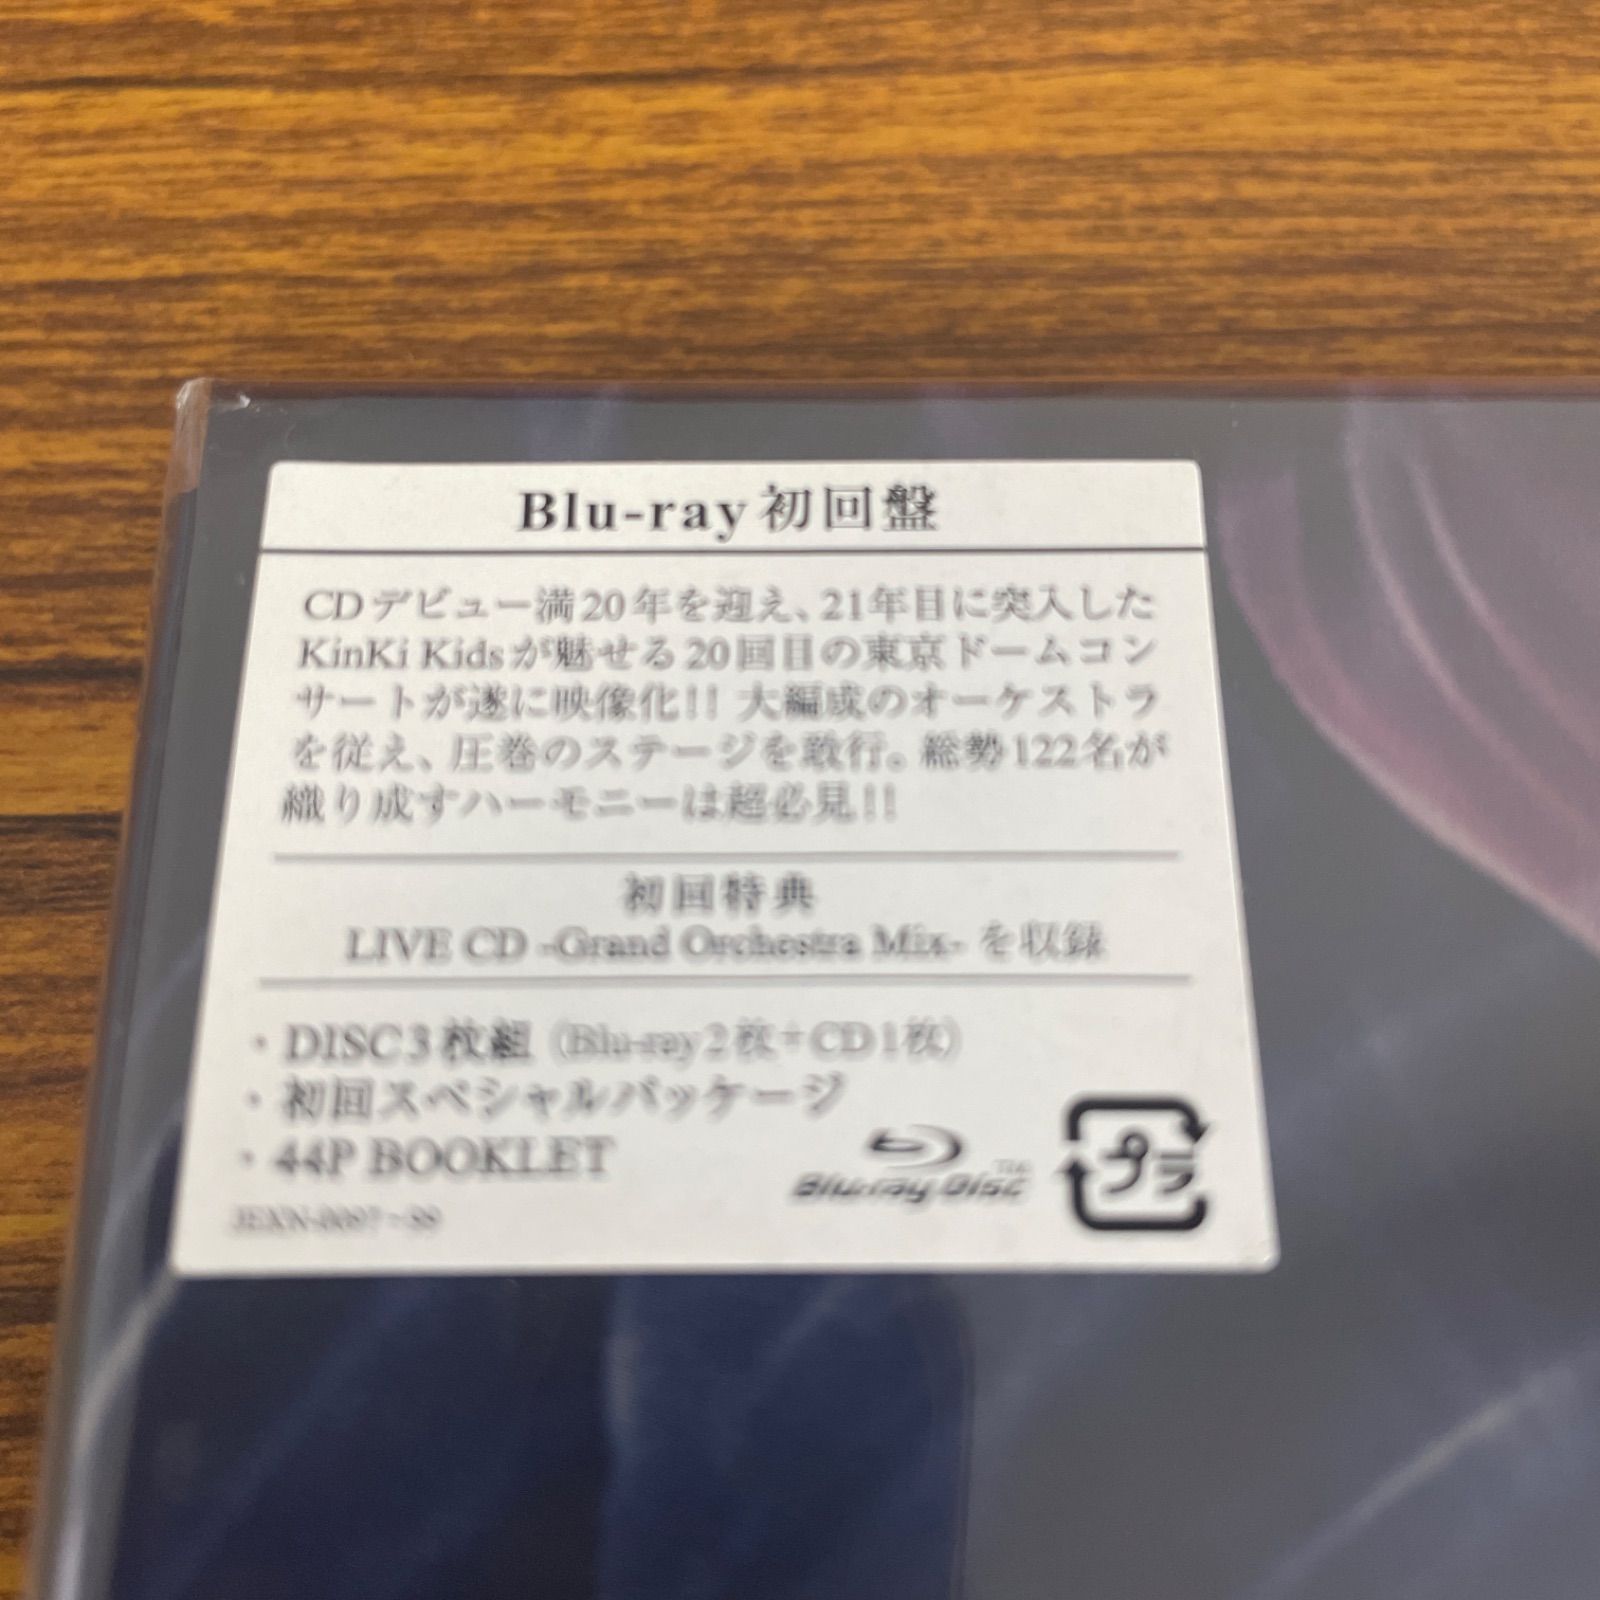 Blu-ray初回盤
CDデビュー満20年を迎え、21年目に突入した
KinKi Kidsが魅せる20回目の東京ドームコン
サートが遂に映像化!! 大編成のオーケストラ
を従え、圧巻のステージを敢行。総勢122名が
織り成すハーモニーは超必見!!
初回特典
LIVE CD -Grand Orchestra Mix- を収録
・DISC3枚組（Blu-ray2枚＋CD1枚）
・初回スペシャルパッケージ
・44P BOOKLET
Blu-ray Disc™
プラ